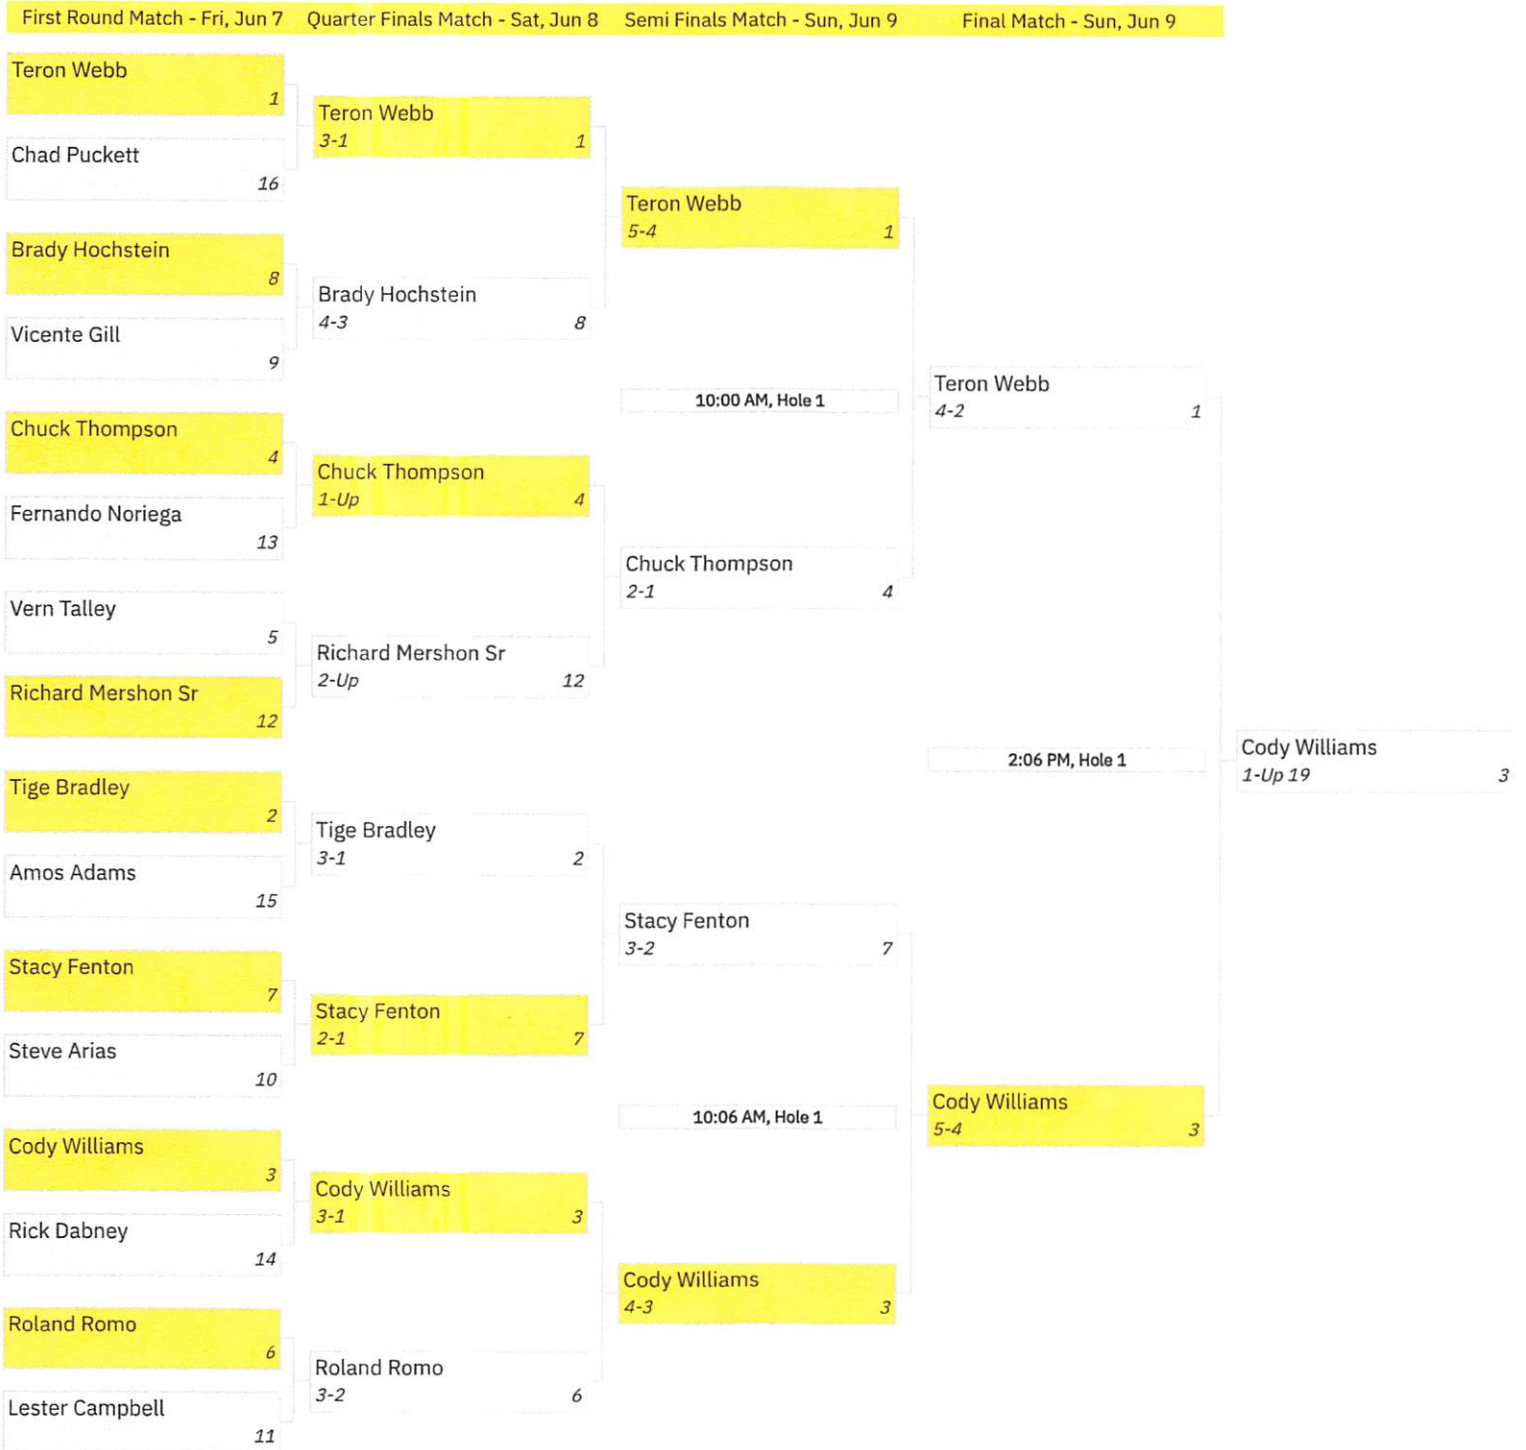 First Round Match - Fri, Jun 7
Quarter Finals Match - Sat, Jun 8
Semi Finals Match - Sun, Jun 9
Final Match - Sun, Jun 9
Teron Webb
1
Chad Puckett
16
Brady Hochstein
8
Vicente Gill
9
Chuck Thompson
4
Fernando Noriega
13
Vern Talley
5
Richard Mershon Sr
12
Tige Bradley
2
Amos Adams
15
Stacy Fenton
7
Steve Arias
10
Cody Williams
3
Rick Dabney
14
Roland Romo
6
Lester Campbell
11
Teron Webb
3-1 1
Brady Hochstein
4-3 8
Chuck Thompson
1-Up 4
Richard Mershon Sr
2-Up 12
Tige Bradley
3-1 2
Stacy Fenton
2-1 7
Cody Williams
3-1 3
Roland Romo
3-2 6
Teron Webb
5-4 1
10:00 AM, Hole 1
Chuck Thompson
2-1 4
Stacy Fenton
3-2 7
10:06 AM, Hole 1
Cody Williams
4-3 3
Teron Webb
4-2 1
2:06 PM, Hole 1
Cody Williams
5-4 3
Cody Williams
1-Up 19 3